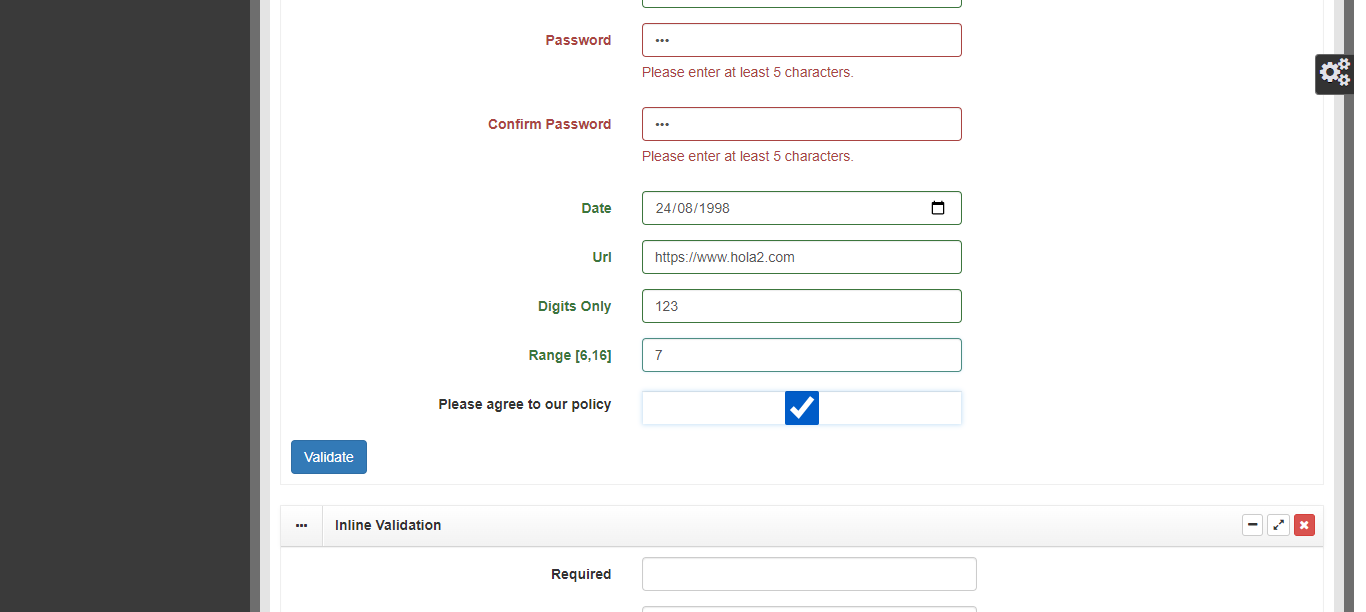 Password
•••
Please enter at least 5 characters.
Confirm Password
•••
Please enter at least 5 characters.
Date
24/08/1998
Url
https://www.hola2.com
Digits Only
123
Range [6,16]
7
Please agree to our policy
Validate
Inline Validation
Required